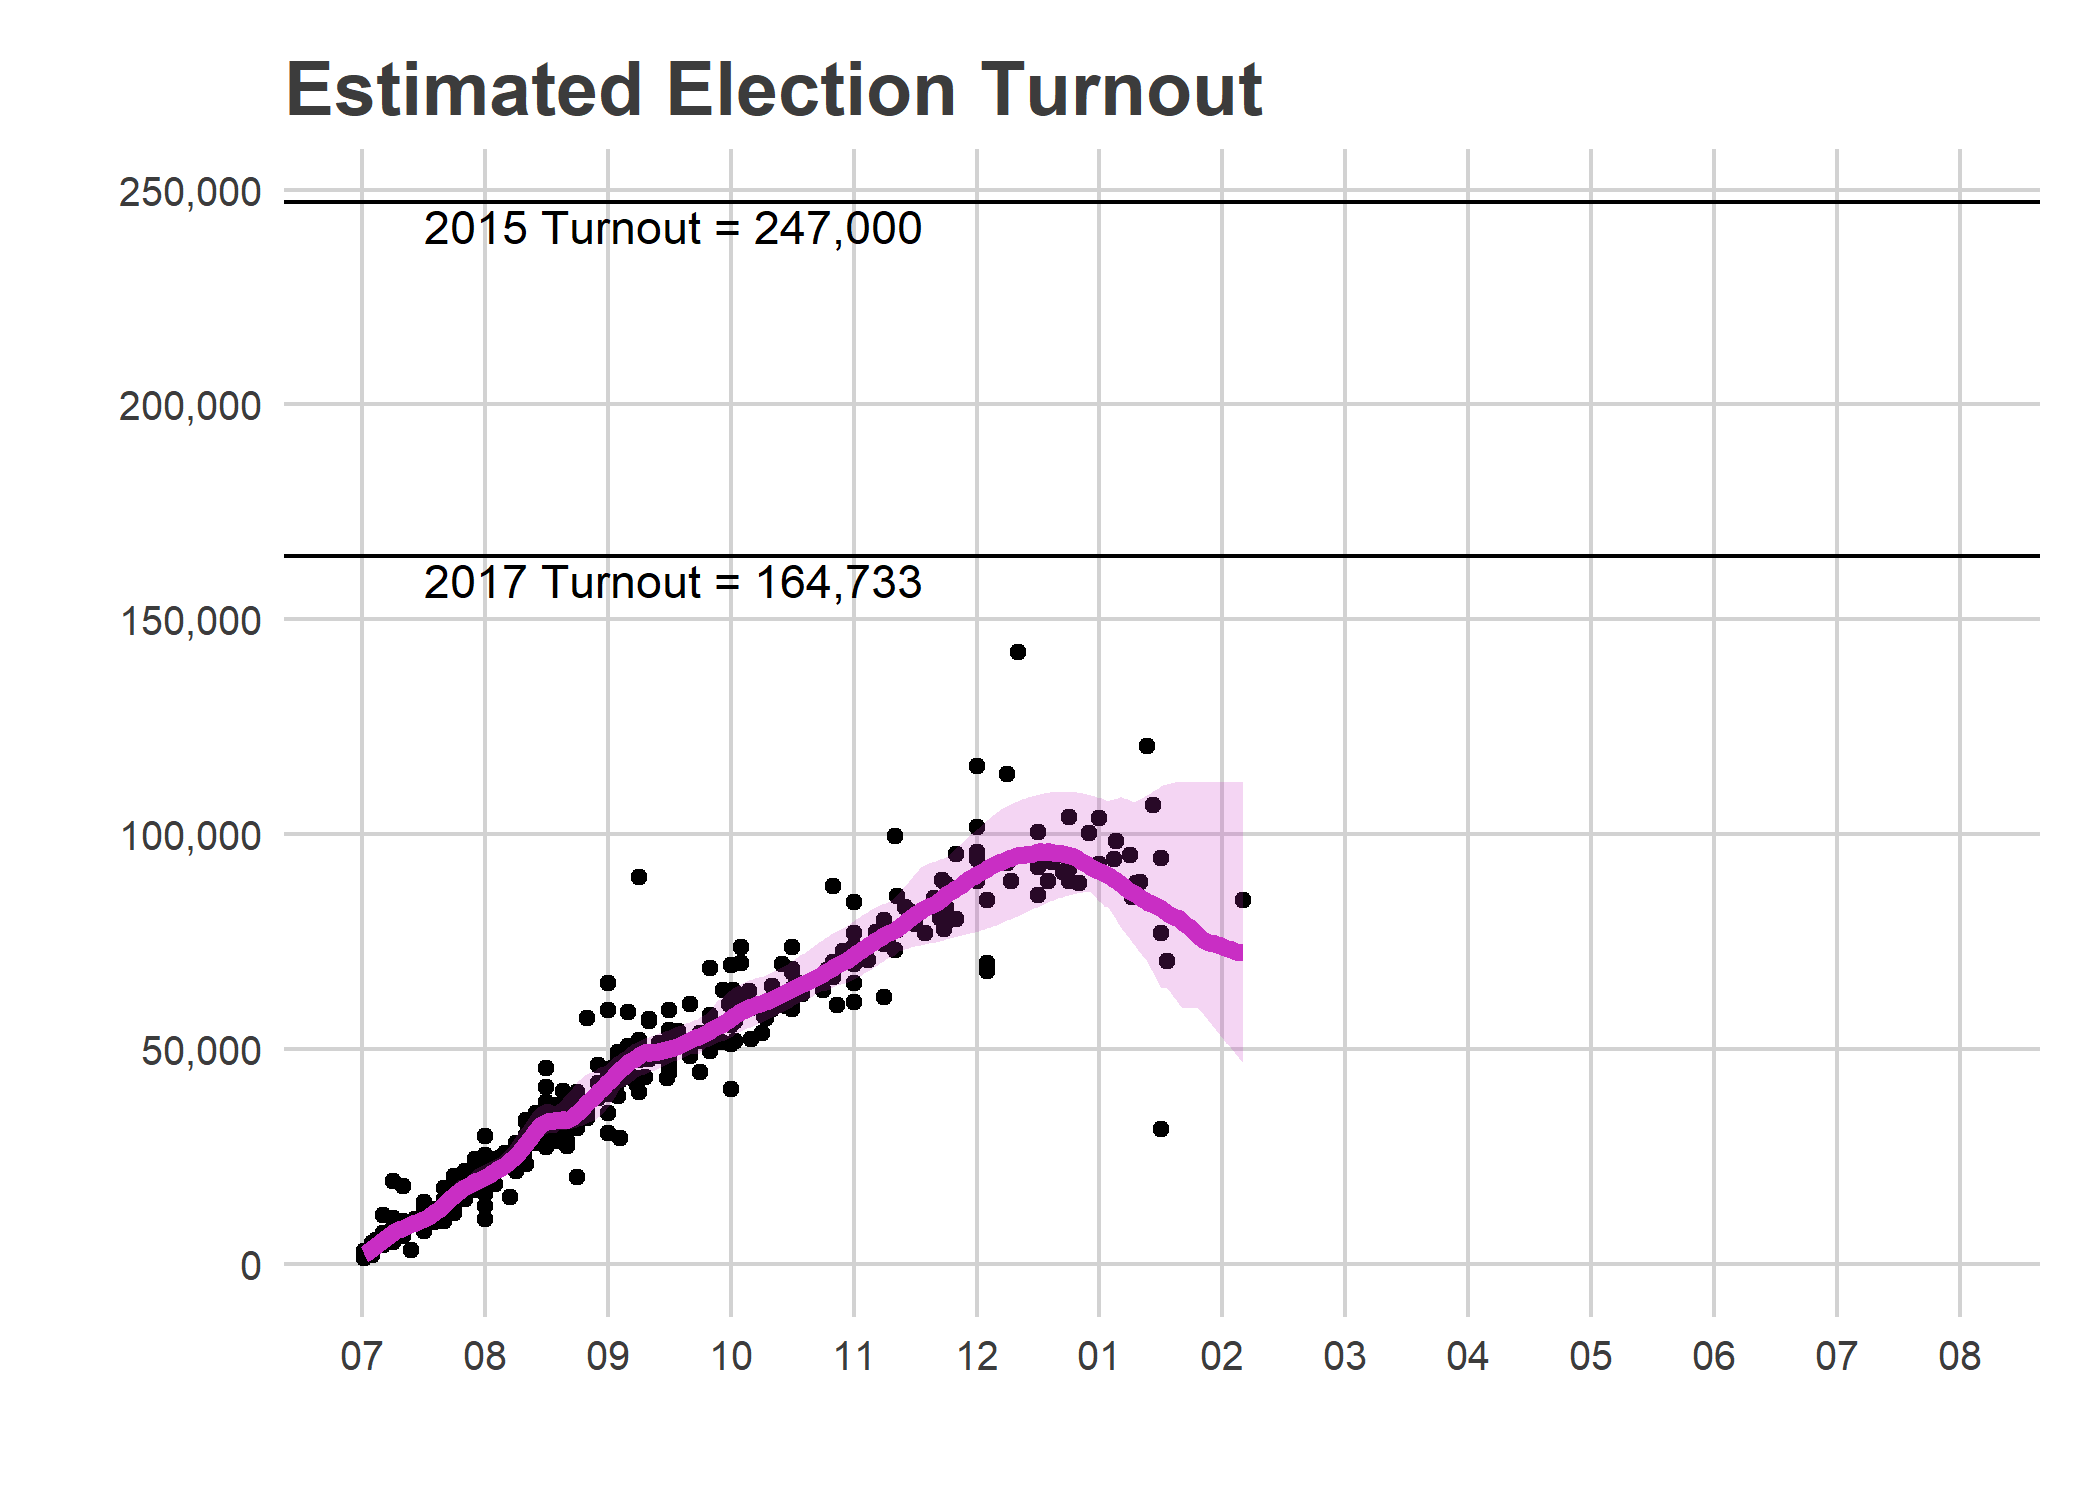 Estimated Election Turnout
250,000
2015 Turnout = 247,000
200,000
2017 Turnout = 164,733
150,000
100,000
50,000
0
07 08 09 10 11 12 01 02 03 04 05 06 07 08